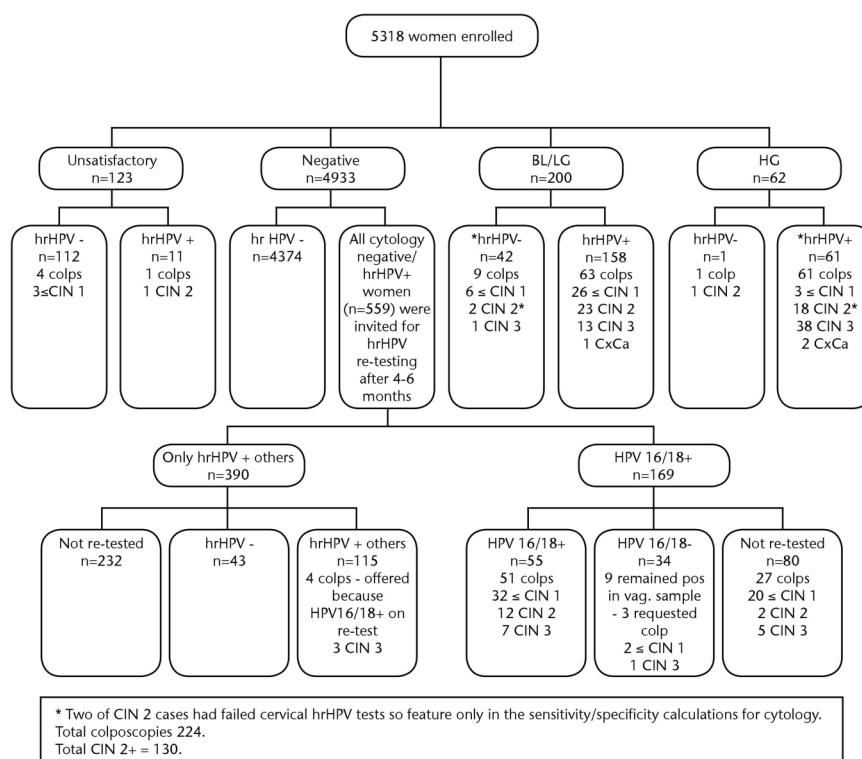 5318 women enrolled
Unsatisfactory
n=123
Negative
n=4933
BL/LG
n=200
HG
n=62
hrHPV -
n=112
4 colps
3≤CIN 1
hrHPV +
n=11
1 colps
1 CIN 2
hr HPV -
n=4374
All cytology
negative/
hrHPV+
women
(n=559) were
invited for
hrHPV
re-testing
after 4-6
months
*hrHPV-
n=42
9 colps
6 ≤ CIN 1
2 CIN 2*
1 CIN 3
hrHPV+
n=158
63 colps
26 ≤ CIN 1
23 CIN 2
13 CIN 3
1 CxCa
hrHPV-
n=1
1 colp
1 CIN 2
*hrHPV+
n=61
61 colps
3 ≤ CIN 1
18 CIN 2*
38 CIN 3
2 CxCa
Only hrHPV + others
n=390
HPV 16/18+
n=169
Not re-tested
n=232
hrHPV -
n=43
hrHPV + others
n=115
4 colps - offered
because
HPV16/18+ on
re-test
3 CIN 3
HPV 16/18+
n=55
51 colps
32 ≤ CIN 1
12 CIN 2
7 CIN 3
HPV 16/18-
n=34
9 remained pos
in vag. sample
- 3 requested
colp
2 ≤ CIN 1
1 CIN 3
Not re-tested
n=80
27 colps
20 ≤ CIN 1
2 CIN 2
5 CIN 3
* Two of CIN 2 cases had failed cervical hrHPV tests so feature only in the sensitivity/specificity calculations for cytology.
Total colposcopies 224.
Total CIN 2+ = 130.